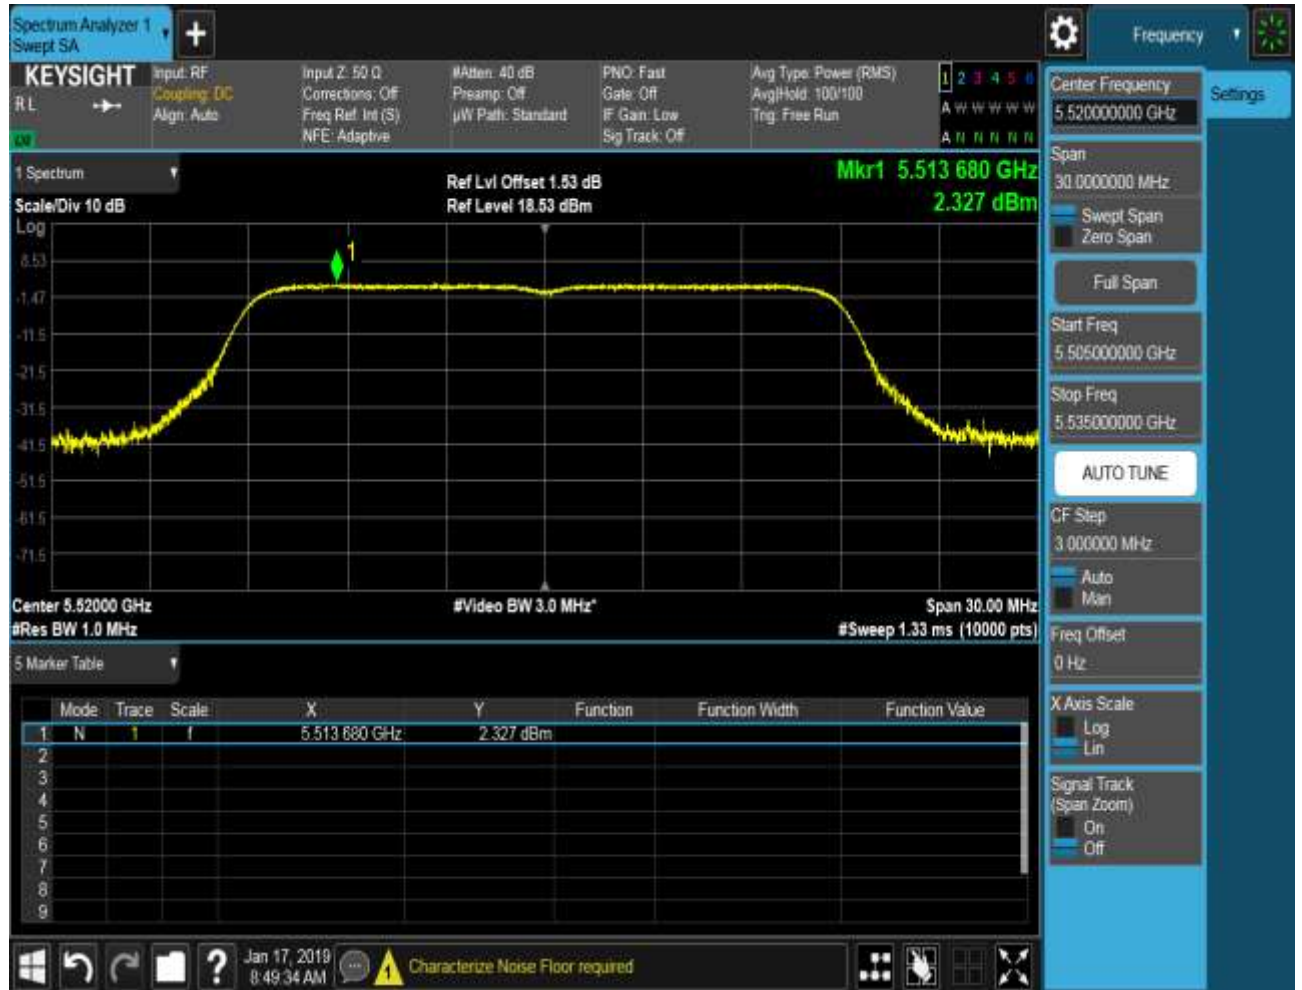 Spectrum Analyzer 1
Swept SA
+
Frequency
KEYSIGHT
RL
Input: RF
Coupling: DC
Align: Auto
Input Z: 50 Ω
Corrections: Off
Freq Ref: Int (S)
NFE: Adaptive
#Atten: 40 dB
Preamp: Off
µW Path: Standard
PNO: Fast
Gate: Off
IF Gain: Low
Sig Track: Off
Avg Type: Power (RMS)
Avg|Hold: 100/100
Trig: Free Run
1 2 3 4 5 6
A W W W W W
A N N N N N
1 Spectrum
Scale/Div 10 dB
Ref Lvl Offset 1.53 dB
Ref Level 18.53 dBm
Mkr1 5.513 680 GHz
2.327 dBm
Log
1
8.53
-1.47
-11.5
-21.5
-31.5
-41.5
-51.5
-61.5
-71.5
Center 5.52000 GHz
#Res BW 1.0 MHz
#Video BW 3.0 MHz*
Span 30.00 MHz
#Sweep 1.33 ms (10000 pts)
5 Marker Table
Mode Trace Scale X Y Function Function Width Function Value
1 N 1 f 5.513 680 GHz 2.327 dBm
2
3
4
5
6
7
8
9
Center Frequency
5.520000000 GHz
Settings
Span
30.0000000 MHz
Swept Span
Zero Span
Full Span
Start Freq
5.505000000 GHz
Stop Freq
5.535000000 GHz
AUTO TUNE
CF Step
3.000000 MHz
Auto
Man
Freq Offset
0 Hz
X Axis Scale
Log
Lin
Signal Track
(Span Zoom)
On
Off
?
Jan 17, 2019
8:49:34 AM
1
Characterize Noise Floor required